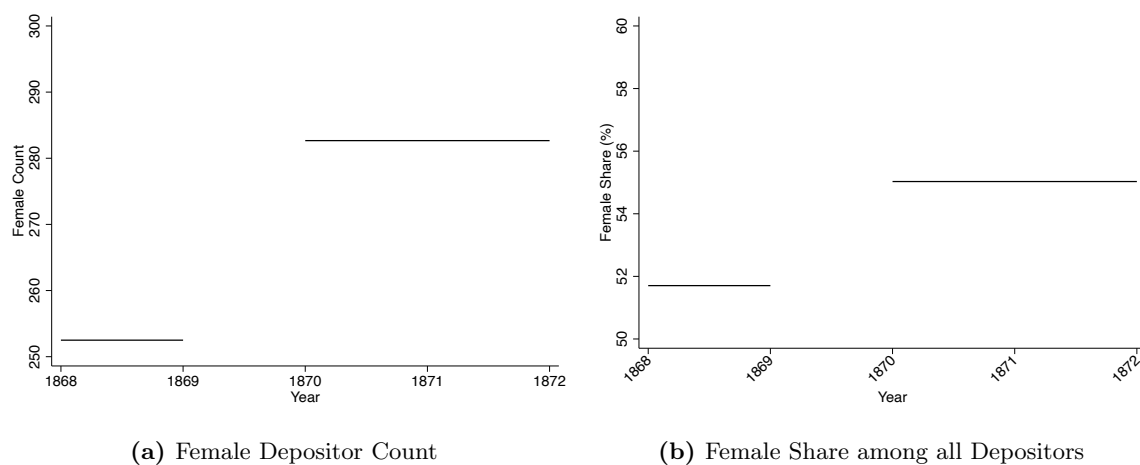 300
290
280
270
260
250
Female Count
1868 1869 1870 1871 1872
Year
(a) Female Depositor Count
60
58
56
54
52
50
Female Share (%)
1868 1869 1870 1871 1872
Year
(b) Female Share among all Depositors